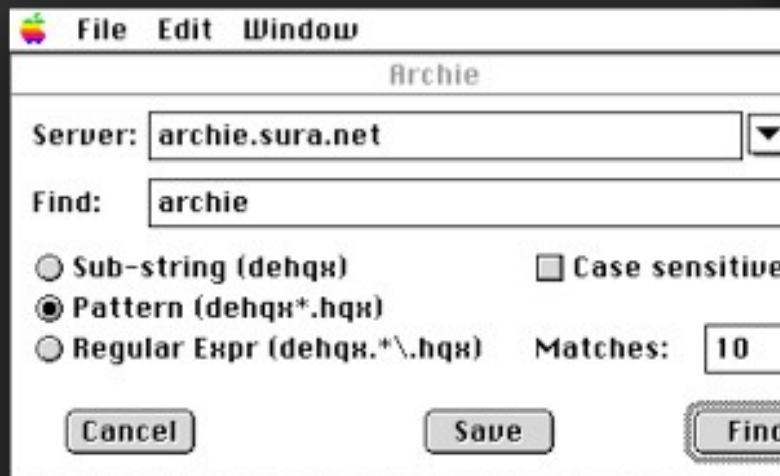 File Edit Window
Archie
Server: archie.sura.net
Find: archie
Sub-string (dehqx) Case sensitive
Pattern (dehqx*.hqx)
Regular Expr (dehqx.*\.hqx) Matches: 10
Cancel Save Find